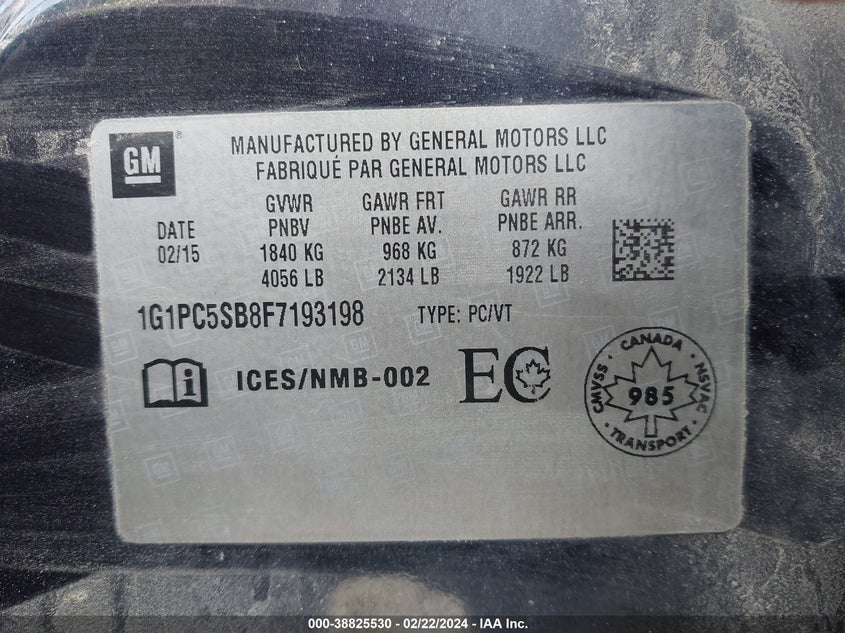 GM
MANUFACTURED BY GENERAL MOTORS LLC
FABRIQUÉ PAR GENERAL MOTORS LLC
DATE
02/15
GVWR
PNBV
1840 KG
4056 LB
GAWR FRT
PNBE AV.
968 KG
2134 LB
GAWR RR
PNBE ARR.
872 KG
1922 LB
1G1PC5SB8F7193198 TYPE: PC/VT
i ICES/NMB-002 EC
CANADA
CMVSS 985 NSVAC
TRANSPORT
000-38825530 - 02/22/2024 - IAA Inc.